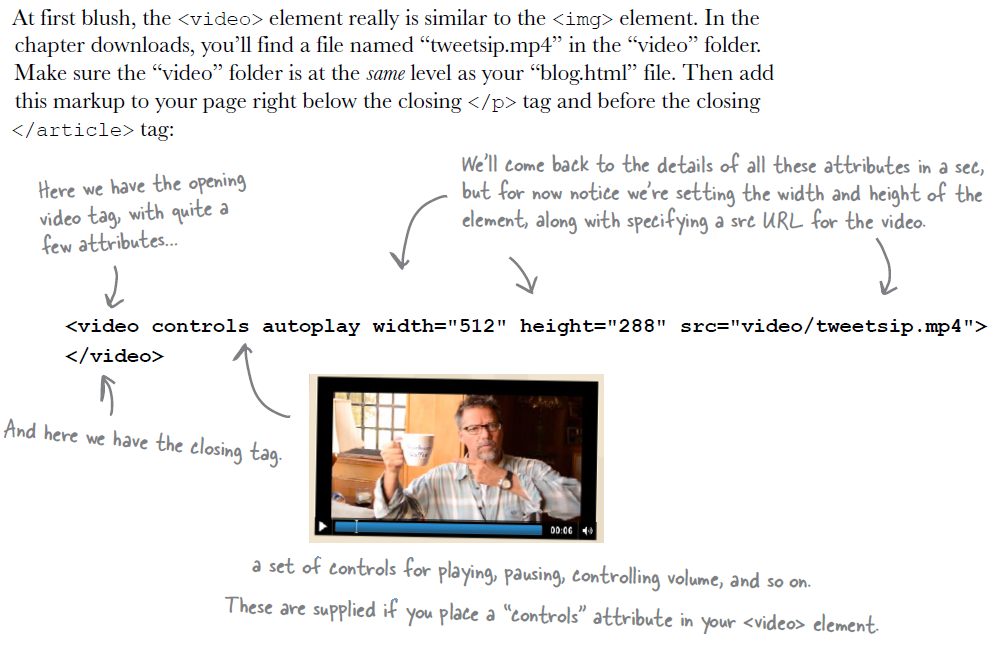 At first blush, the <video> element really is similar to the <img> element. In the
chapter downloads, you’ll find a file named “tweetsip.mp4” in the “video” folder.
Make sure the “video” folder is at the same level as your “blog.html” file. Then add
this markup to your page right below the closing </p> tag and before the closing
</article> tag:
Here we have the opening
video tag, with quite a
few attributes...
We'll come back to the details of all these attributes in a sec,
but for now notice we're setting the width and height of the
element, along with specifying a src URL for the video.
<video controls autoplay width="512" height="288" src="video/tweetsip.mp4">
</video>
And here we have the closing tag.
00:06
a set of controls for playing, pausing, controlling volume, and so on.
These are supplied if you place a “controls” attribute in your <video> element.